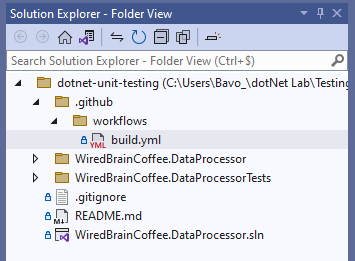 Solution Explorer - Folder View
Search Solution Explorer - Folder View (Ctrl+$)
dotnet-unit-testing (C:\Users\Bavo_\dotNet Lab\Testing
.github
workflows
YML build.yml
WiredBrainCoffee.DataProcessor
WiredBrainCoffee.DataProcessorTests
.gitignore
README.md
WiredBrainCoffee.DataProcessor.sln